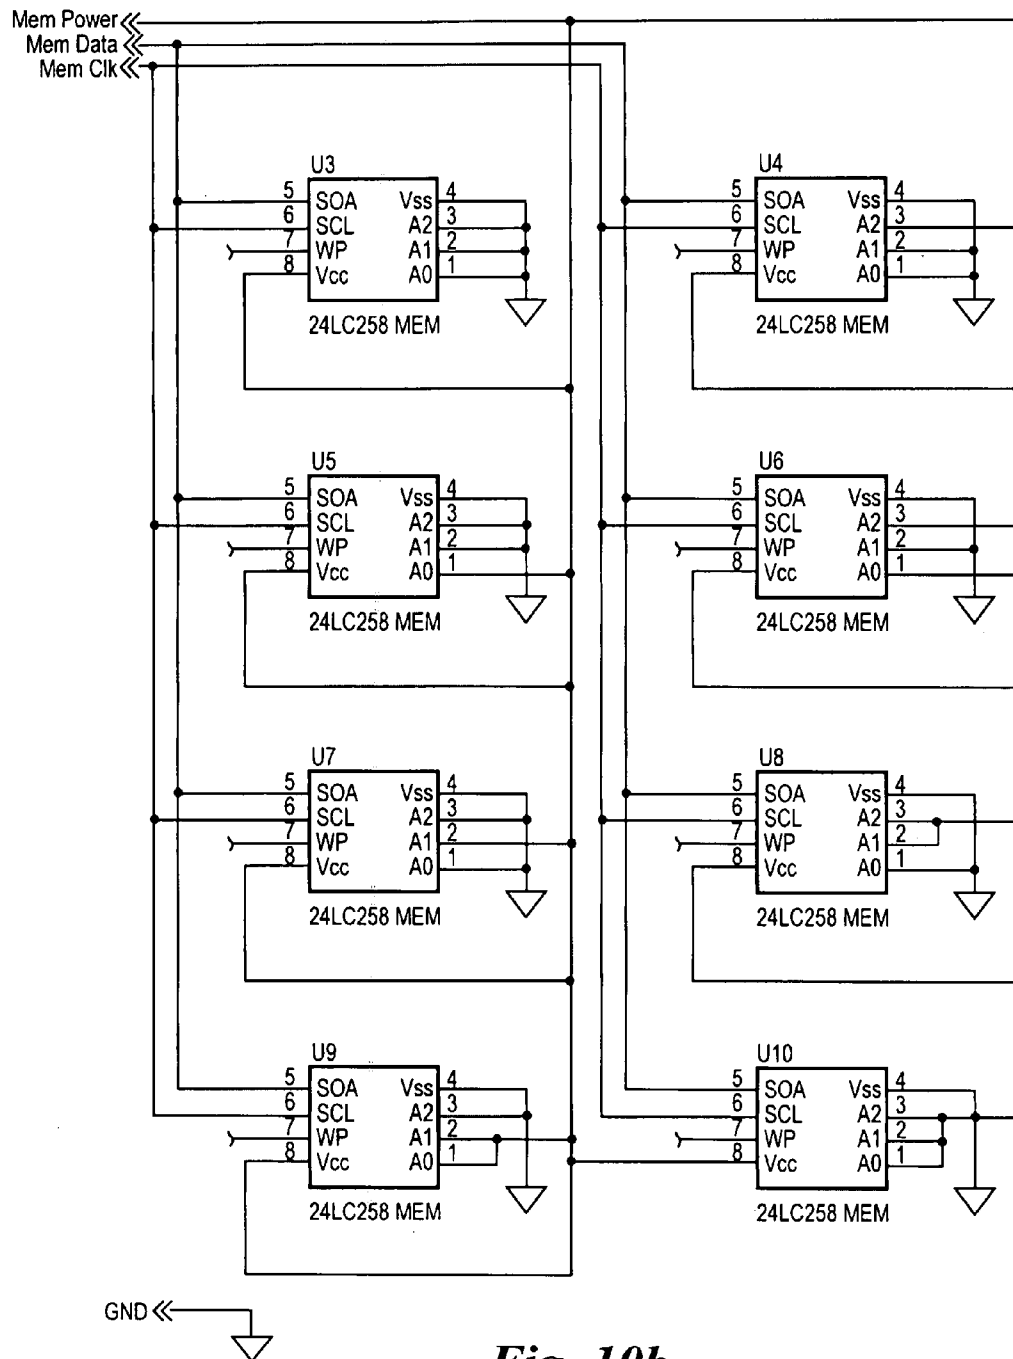 Mem Power
Mem Data
Mem Clk
U3
5 SOA Vss 4
6 SCL A2 3
7 WP A1 2
8 Vcc A0 1
24LC258 MEM
U4
5 SOA Vss 4
6 SCL A2 3
7 WP A1 2
8 Vcc A0 1
24LC258 MEM
U5
5 SOA Vss 4
6 SCL A2 3
7 WP A1 2
8 Vcc A0 1
24LC258 MEM
U6
5 SOA Vss 4
6 SCL A2 3
7 WP A1 2
8 Vcc A0 1
24LC258 MEM
U7
5 SOA Vss 4
6 SCL A2 3
7 WP A1 2
8 Vcc A0 1
24LC258 MEM
U8
5 SOA Vss 4
6 SCL A2 3
7 WP A1 2
8 Vcc A0 1
24LC258 MEM
U9
5 SOA Vss 4
6 SCL A2 3
7 WP A1 2
8 Vcc A0 1
24LC258 MEM
U10
5 SOA Vss 4
6 SCL A2 3
7 WP A1 2
8 Vcc A0 1
24LC258 MEM
GND
Fig. 10b